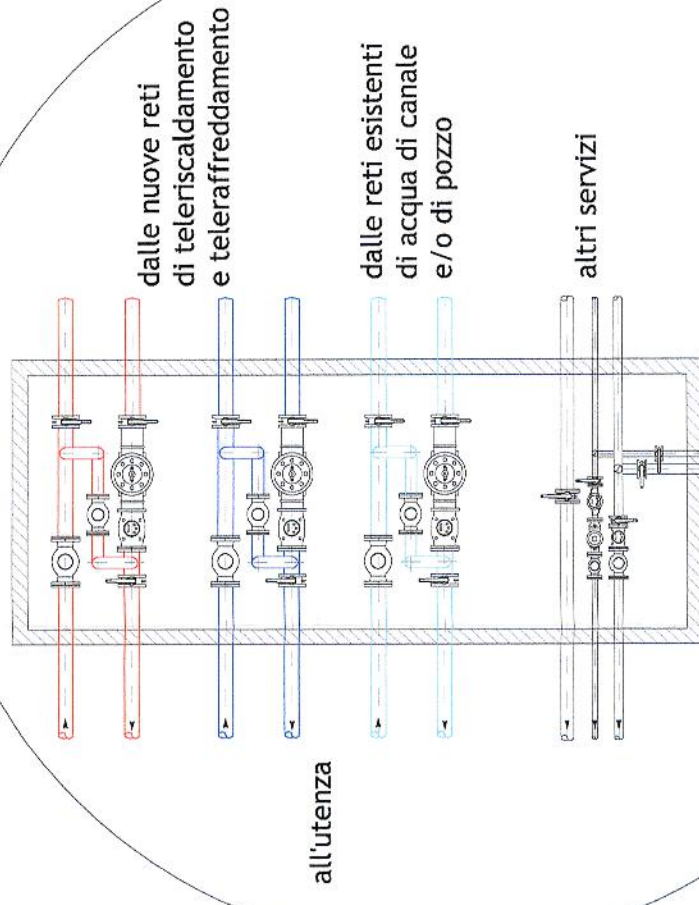 dalle nuove reti
di teleriscaldamento
e teleraffreddamento
dalle reti esistenti
di acqua di canale
e/o di pozzo
altri servizi
all'utenza